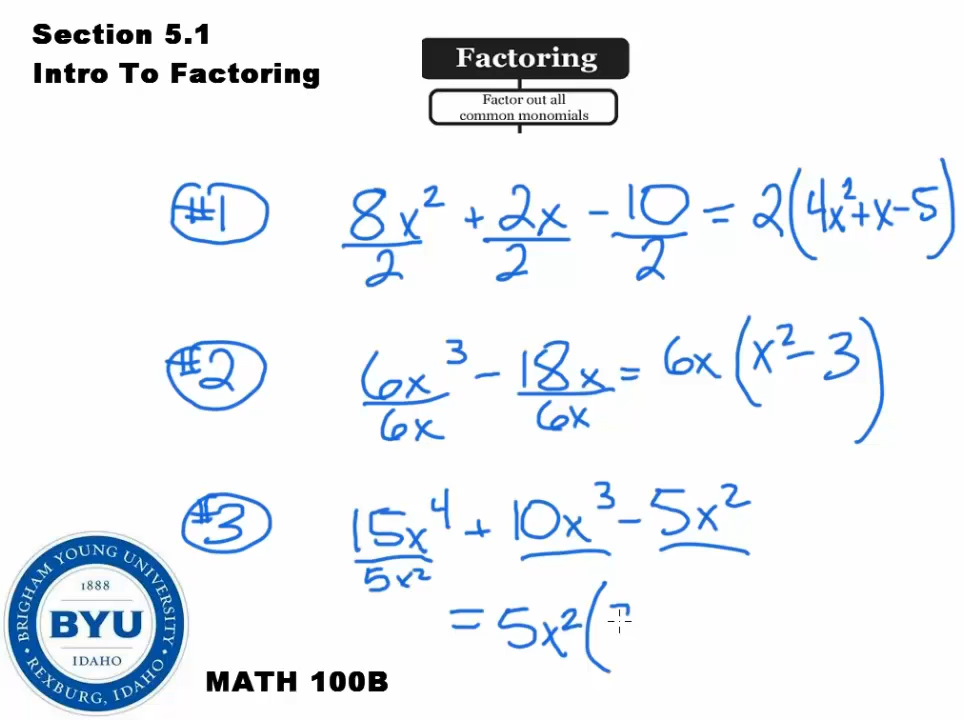 Section 5.1
Intro To Factoring
Factoring
Factor out all
common monomials
#1
8x² + 2x - 10 = 2(4x²+x-5)
2 2 2
#2
6x³ - 18x = 6x(x²-3)
6x 6x
#3
15x⁴ + 10x³ - 5x²
5x²
= 5x²(
BRIGHAM YOUNG UNIVERSITY
1888
BYU
IDAHO
REXBURG, IDAHO
MATH 100B